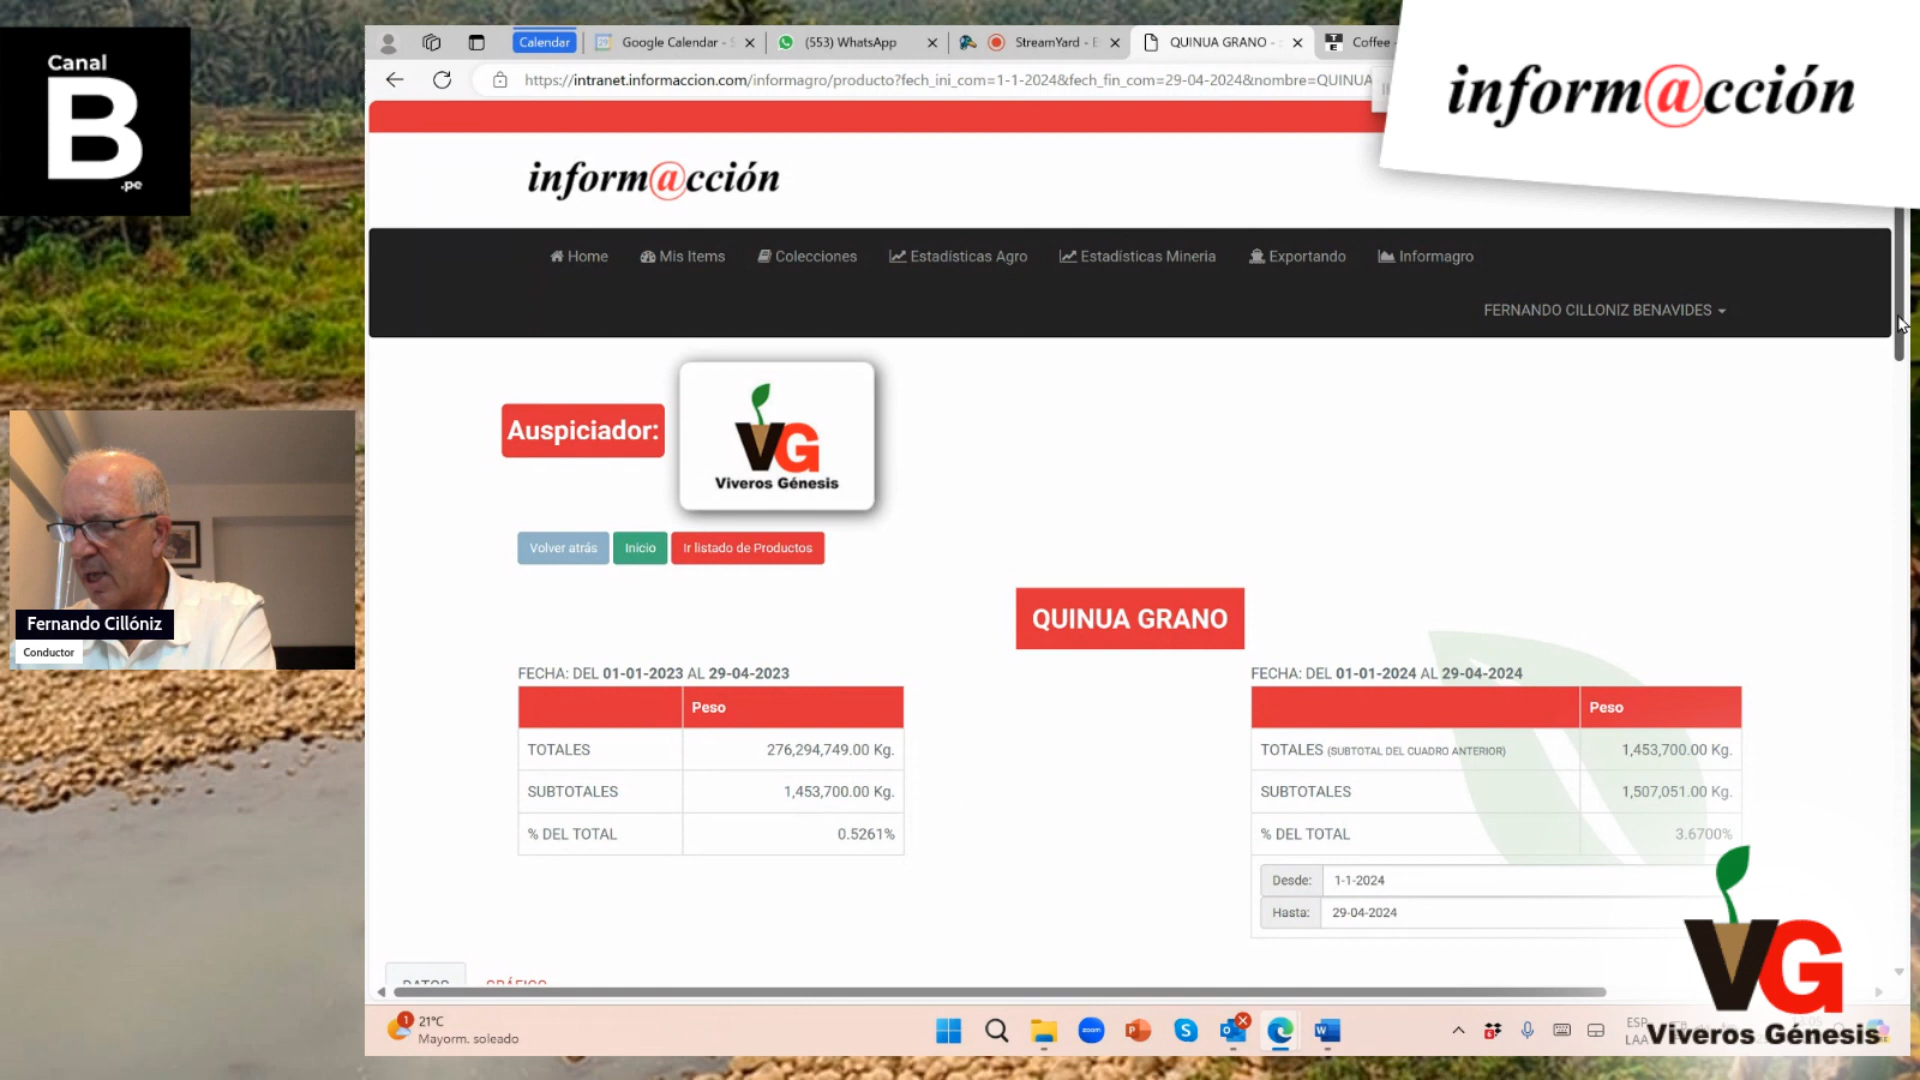 Canal
B
.pe
Calendar
Google Calendar - S
(553) WhatsApp
StreamYard - E
QUINUA GRANO -
Coffee
https://intranet.informaccion.com/informagro/producto?fech_ini_com=1-1-2024&fech_fin_com=29-04-2024&nombre=QUINUA
inform@cción
inform@cción
Home
Mis Items
Colecciones
Estadísticas Agro
Estadísticas Mineria
Exportando
Informagro
FERNANDO CILLONIZ BENAVIDES
Auspiciador:
VG
Viveros Génesis
Volver atrás
Inicio
Ir listado de Productos
Fernando Cillóniz
Conductor
QUINUA GRANO
FECHA: DEL 01-01-2023 AL 29-04-2023
Peso
TOTALES 276,294,749.00 Kg.
SUBTOTALES 1,453,700.00 Kg.
% DEL TOTAL 0.5261%
FECHA: DEL 01-01-2024 AL 29-04-2024
Peso
TOTALES (SUBTOTAL DEL CUADRO ANTERIOR) 1,453,700.00 Kg.
SUBTOTALES 1,507,051.00 Kg.
% DEL TOTAL 3.6700%
Desde: 1-1-2024
Hasta: 29-04-2024
DATOS
GRÁFICO
VG
Viveros Génesis
1
21°C
Mayorm. soleado
zoom
ESP
LAA